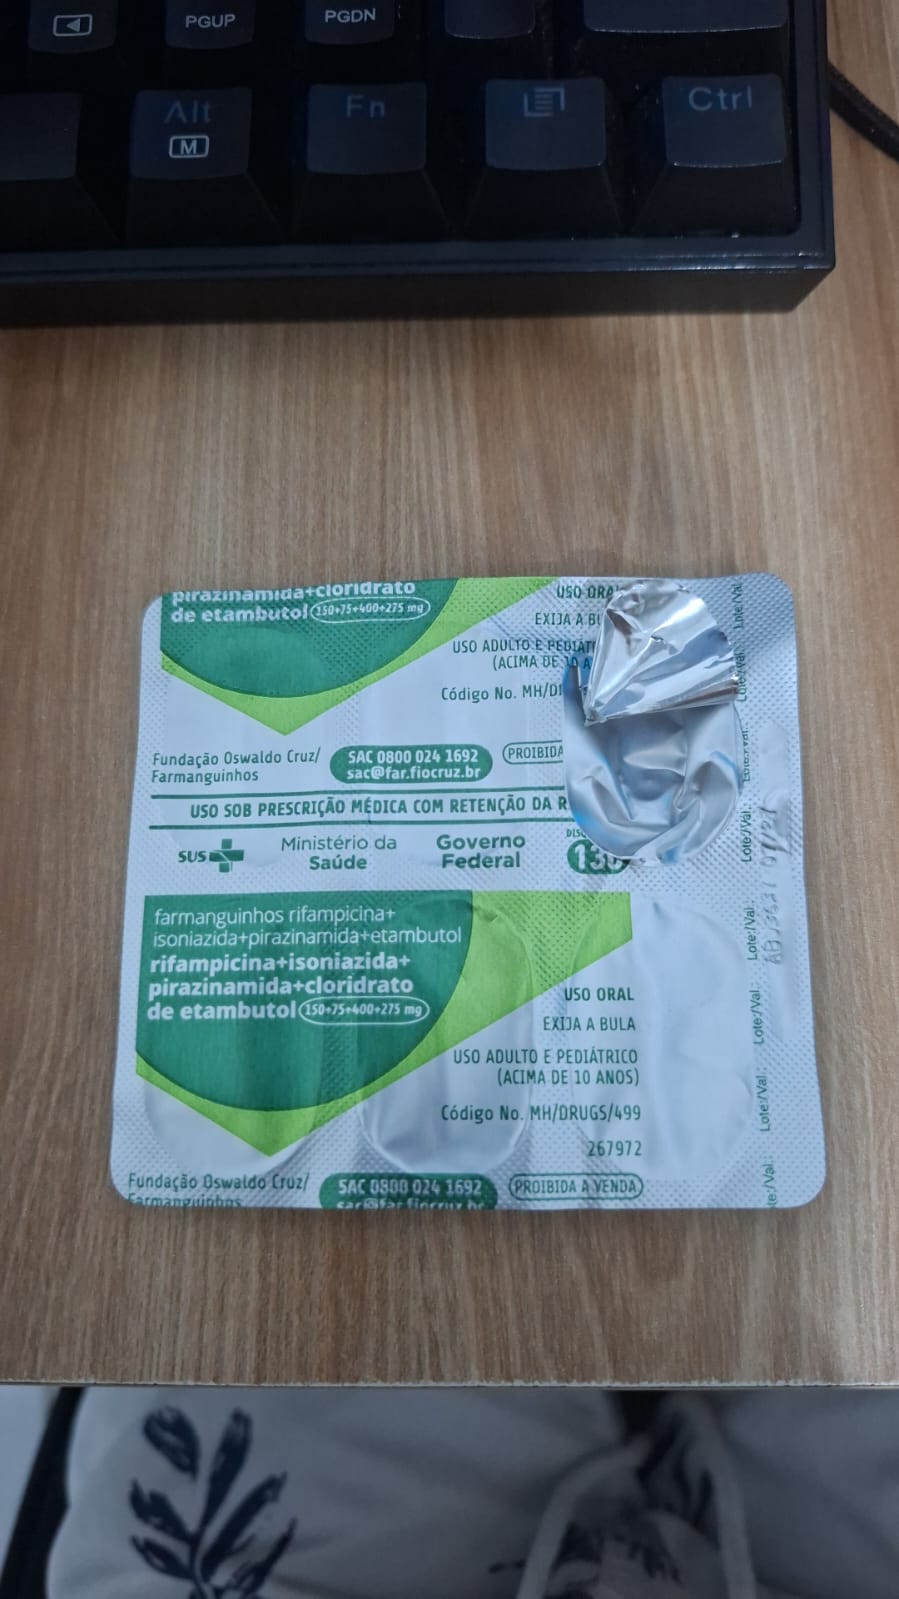 PGUP
PGDN
Alt
M
Fn
Ctrl
pirazinamida+cloridrato
de etambutol 150+75+400+275 mg
USO ORAL
EXIJA A
USO ADULTO E
(ACIMA DE 10
Código No.
Fundação Oswaldo Cruz/
Farmanguinhos
SAC 0800 024 1692
sac@far.fiocruz.br
PROIBIDA
USO SOB PRESCRIÇÃO MÉDICA COM RETENÇÃO DA
SUS
Ministério da
Saúde
Governo
Federal
farmanguinhos rifampicina+
isoniazida+pirazinamida+etambutol
rifampicina+isoniazida+
pirazinamida+cloridrato
de etambutol 150+75+400+275 mg
USO ORAL
EXIJA A BULA
USO ADULTO E PEDIÁTRICO
(ACIMA DE 10 ANOS)
Código No. MH/DRUGS/499
267972
Fundação Oswaldo Cruz/
Farmanguinhos
SAC 0800 024 1692
sac@far.fiocruz.br
PROIBIDA A VENDA
Lote:/Val.:
Lote:/Val.:
Lote:/Val.:
Lote:/Val.:
Lote:/Val.: